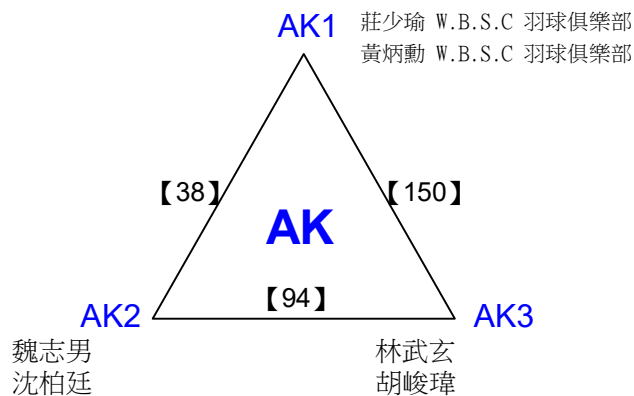 AK1
莊少瑜 W.B.S.C 羽球俱樂部
黃炳勳 W.B.S.C 羽球俱樂部
【38】
【150】
AK
【94】
AK2
AK3
魏志男
沈柏廷
林武玄
胡峻瑋